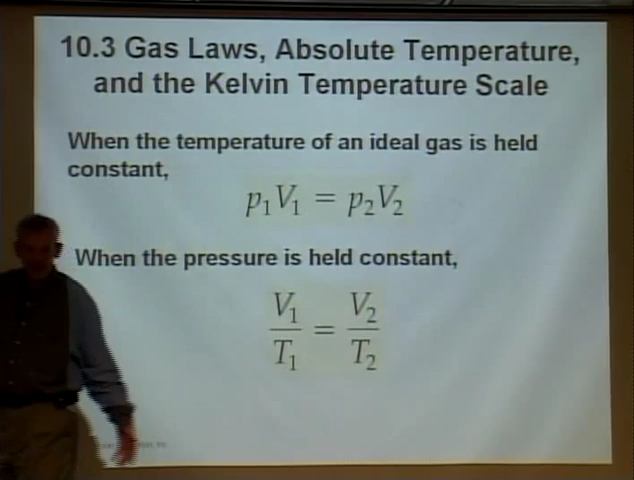 10.3 Gas Laws, Absolute Temperature,
and the Kelvin Temperature Scale
When the temperature of an ideal gas is held
constant,
p₁V₁ = p₂V₂
When the pressure is held constant,
V₁/T₁ = V₂/T₂